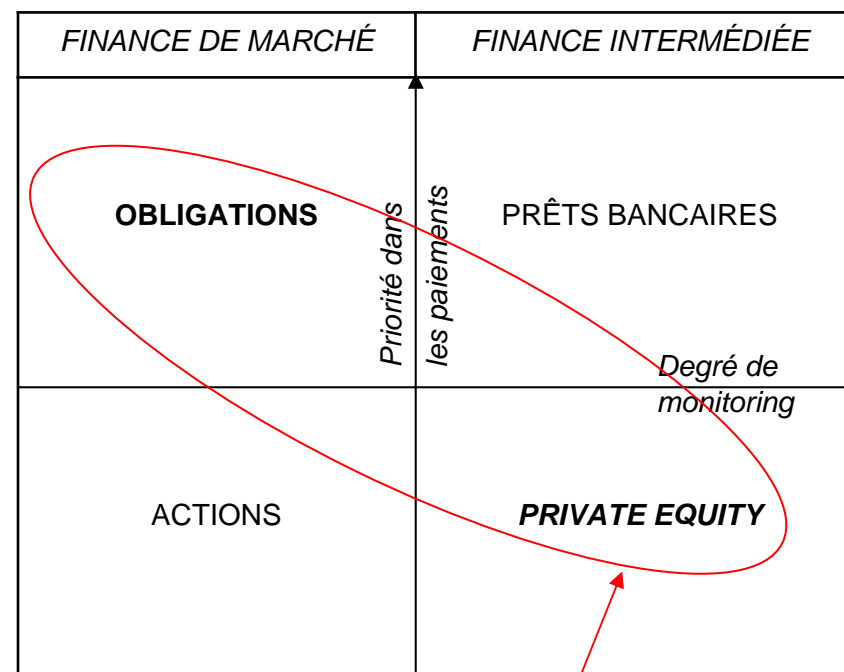 FINANCE DE MARCHÉ
FINANCE INTERMÉDIÉE
OBLIGATIONS
Priorité dans
les paiements
PRÊTS BANCAIRES
Degré de
monitoring
ACTIONS
PRIVATE EQUITY